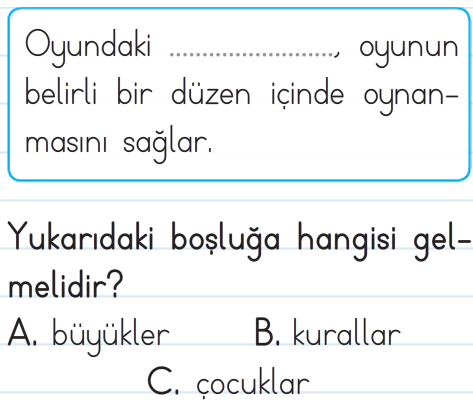 Oyundaki ........................, oyunun
belirli bir düzen içinde oynan-
masını sağlar.
Yukarıdaki boşluğa hangisi gel-
melidir?
A. büyükler B. kurallar
C. çocuklar